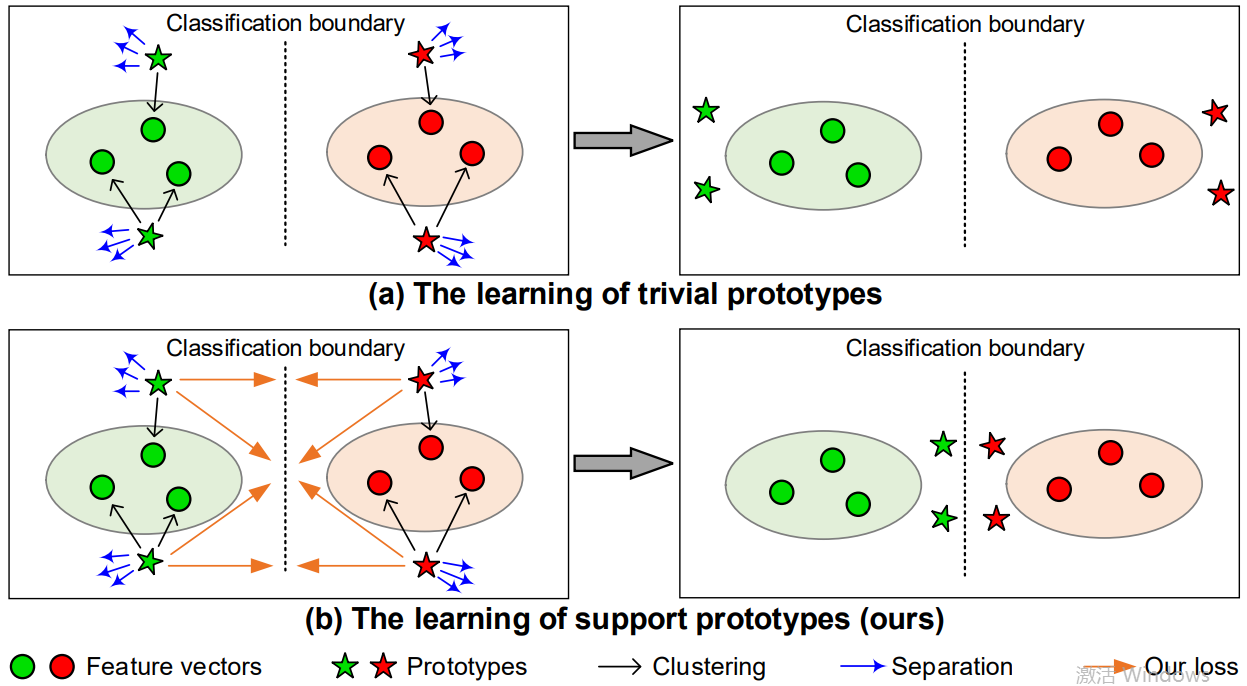 Classification boundary
Classification boundary
(a) The learning of trivial prototypes
Classification boundary
Classification boundary
(b) The learning of support prototypes (ours)
Feature vectors
Prototypes
Clustering
Separation
Our loss
激活 Windows